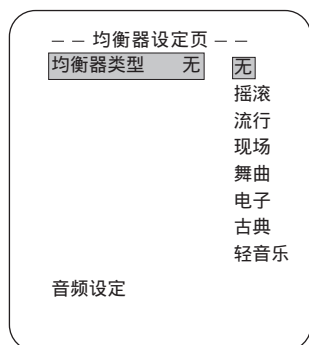 －－均衡器设定页－－
均衡器类型 无 无
摇滚
流行
现场
舞曲
电子
古典
轻音乐
音频设定